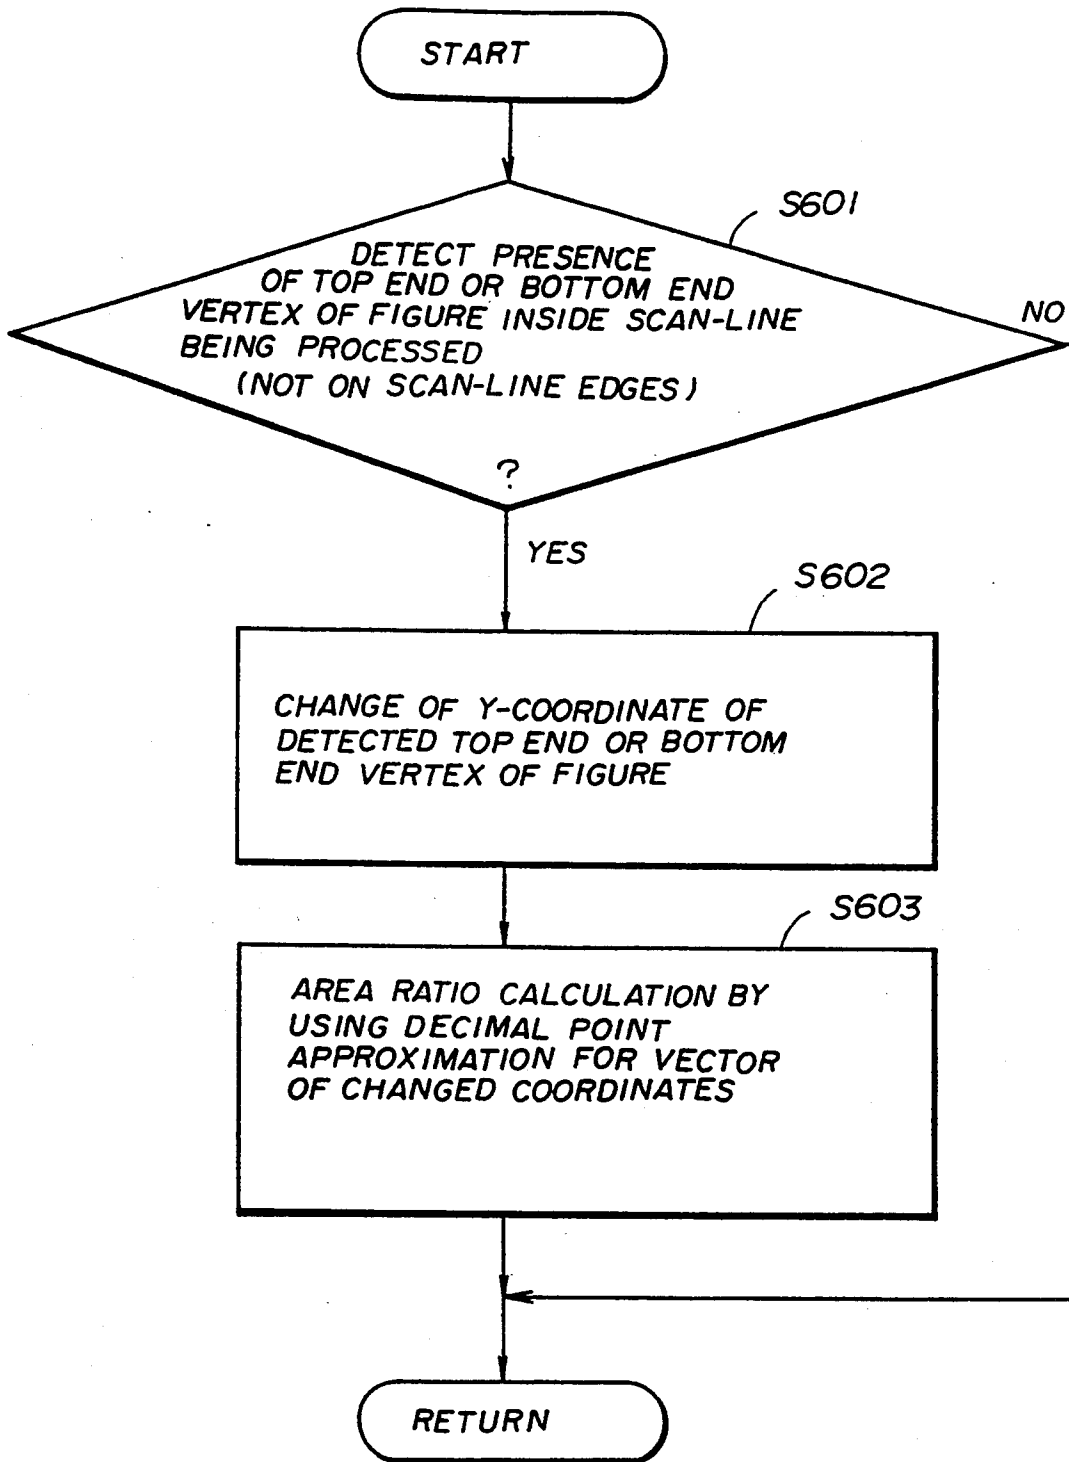 START
S601
DETECT PRESENCE
OF TOP END OR BOTTOM END
VERTEX OF FIGURE INSIDE SCAN-LINE
BEING PROCESSED
(NOT ON SCAN-LINE EDGES)
?
NO
YES
S602
CHANGE OF Y-COORDINATE OF
DETECTED TOP END OR BOTTOM
END VERTEX OF FIGURE
S603
AREA RATIO CALCULATION BY
USING DECIMAL POINT
APPROXIMATION FOR VECTOR
OF CHANGED COORDINATES
RETURN